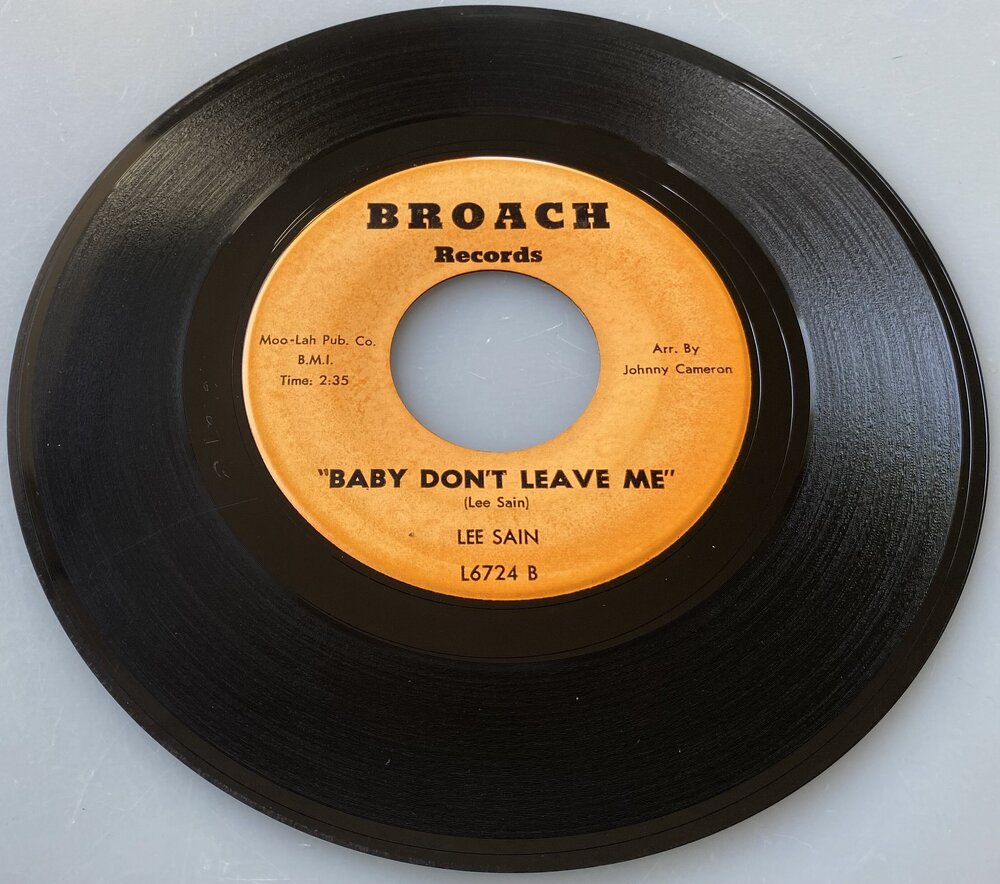 BROACH
Records
Moo-Lah Pub. Co.
B.M.I.
Time: 2:35
Arr. By
Johnny Cameron
"BABY DON'T LEAVE ME"
(Lee Sain)
LEE SAIN
L6724 B